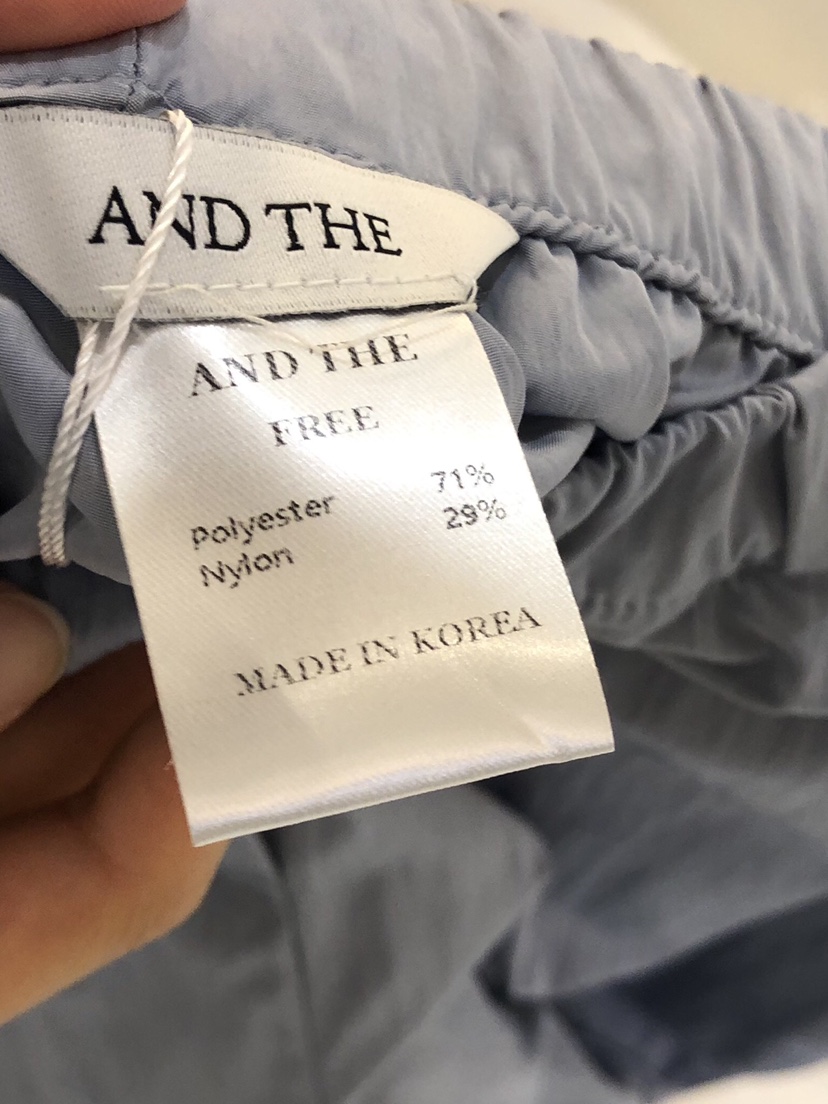 AND THE
AND THE
FREE
polyester 71%
Nylon 29%
MADE IN KOREA